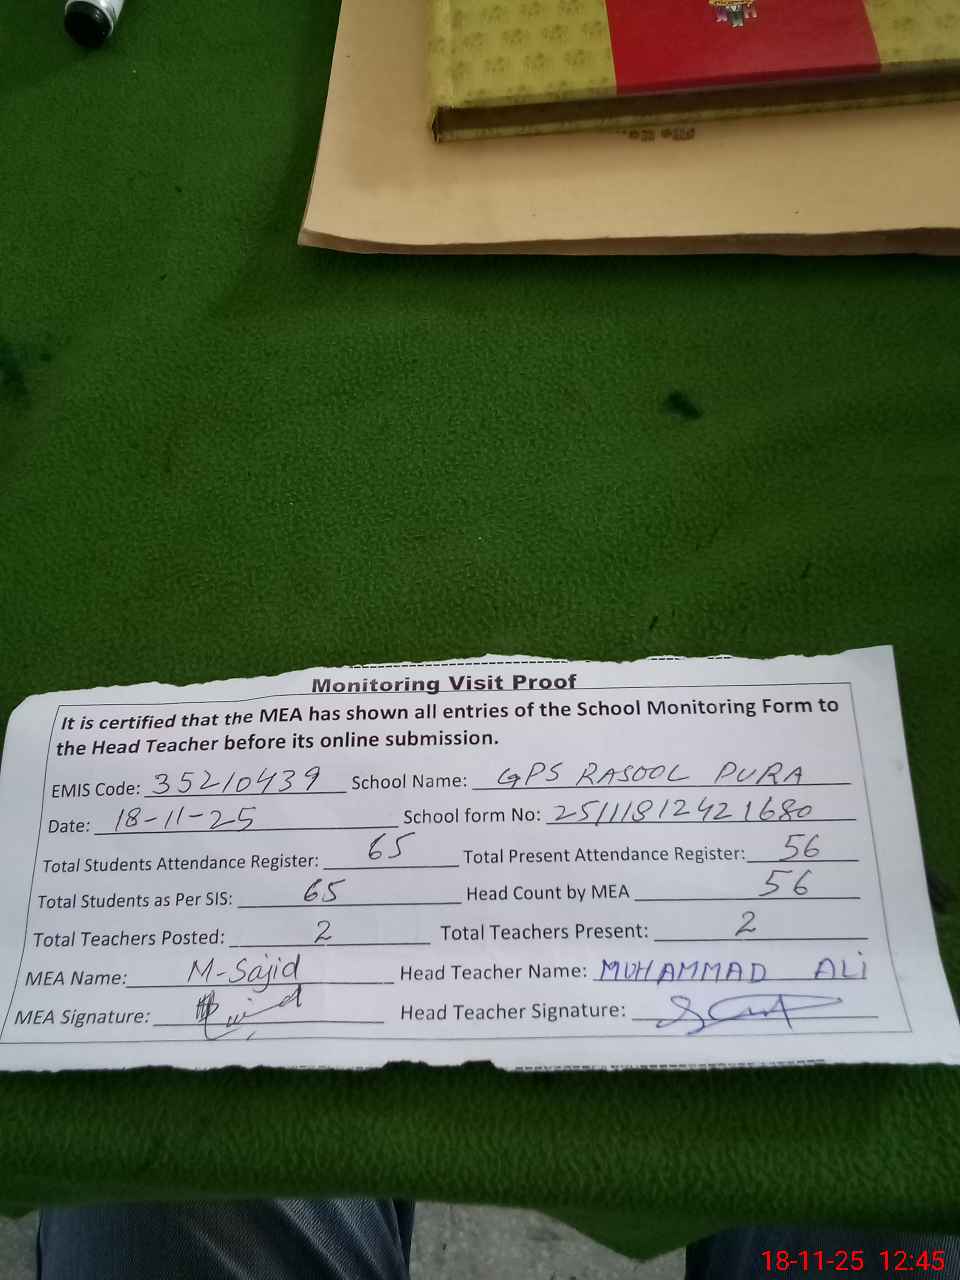 Monitoring Visit Proof
It is certified that the MEA has shown all entries of the School Monitoring Form to
the Head Teacher before its online submission.
EMIS Code: 35210439 School Name: GPS RASOOL PURA
Date: 18-11-25 School form No: 25111812421680
Total Students Attendance Register: 65 Total Present Attendance Register: 56
Total Students as Per SIS: 65 Head Count by MEA 56
Total Teachers Posted: 2 Total Teachers Present: 2
MEA Name: M-Sajid Head Teacher Name: MUHAMMAD ALi
MEA Signature: Head Teacher Signature:
18-11-25 12:45